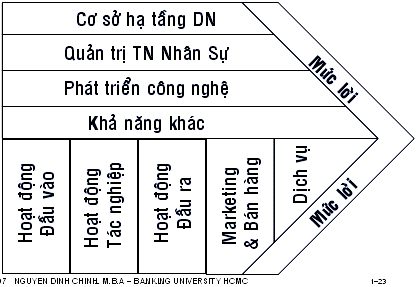 Cơ sở hạ tầng DN
Quản trị TN Nhân Sự
Phát triển công nghệ
Khả năng khác
Mức lời
Hoạt động
Đầu vào
Hoạt động
Tác nghiệp
Hoạt động
Đầu ra
Marketing
& Bán hàng
Dịch vụ
Mức lời
07 NGUYEN DINH CHINH, M.B.A – BANKING UNIVERSITY HCMC 1-23